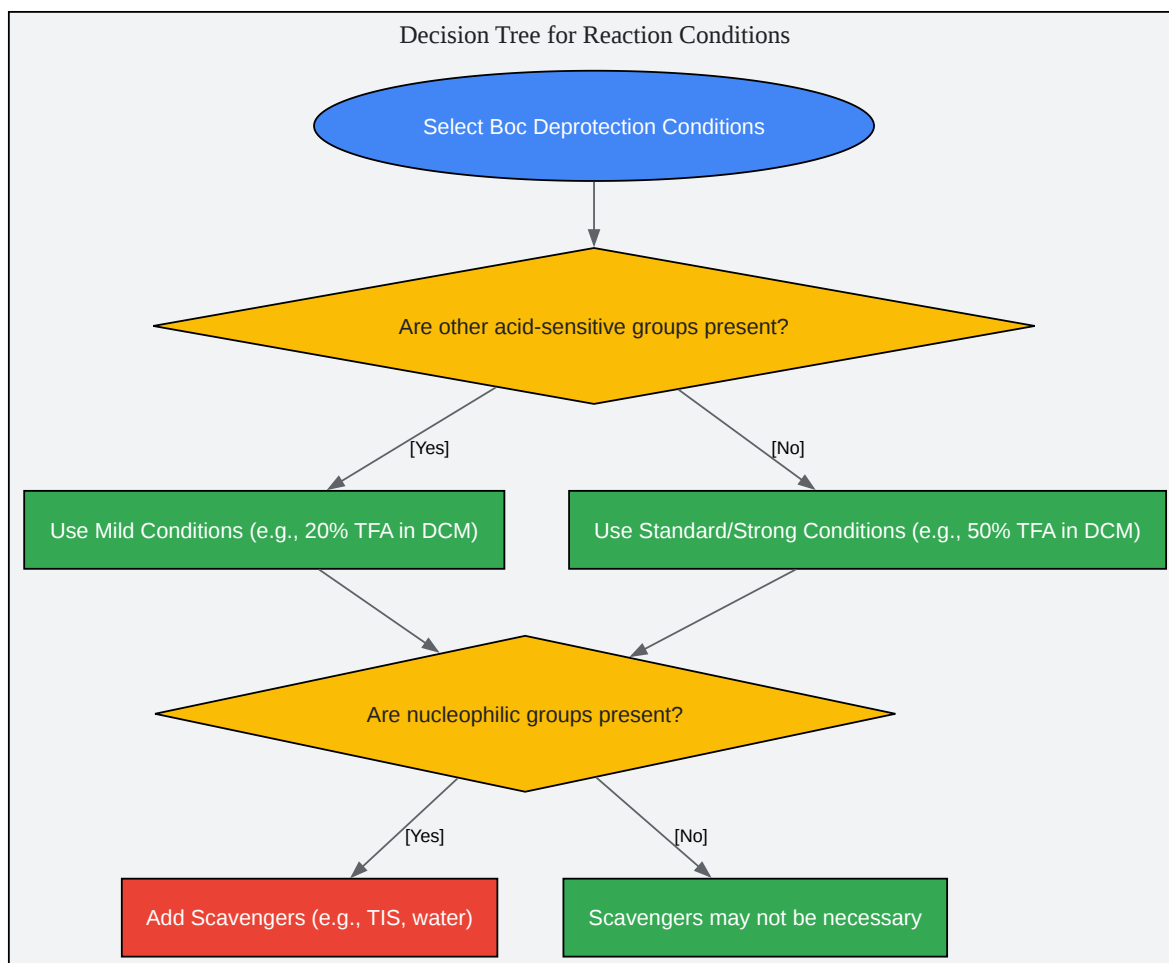 Decision Tree for Reaction Conditions
Select Boc Deprotection Conditions
Are other acid-sensitive groups present?
[Yes]
[No]
Use Mild Conditions (e.g., 20% TFA in DCM)
Use Standard/Strong Conditions (e.g., 50% TFA in DCM)
Are nucleophilic groups present?
[Yes]
[No]
Add Scavengers (e.g., TIS, water)
Scavengers may not be necessary